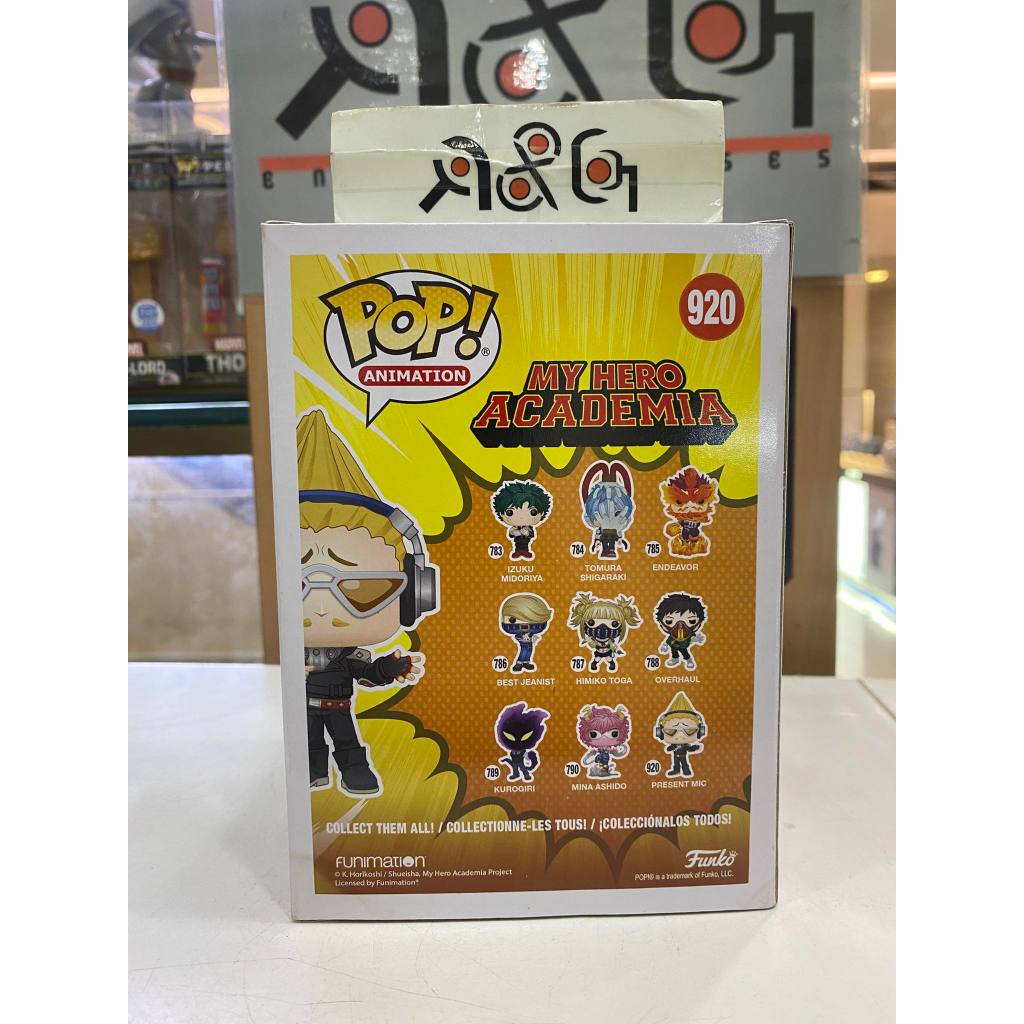 POP!
®
ANIMATION
920
MY HERO
ACADEMIA
783
IZUKU
MIDORIYA
784
TOMURA
SHIGARAKI
785
ENDEAVOR
786
BEST JEANIST
787
HIMIKO TOGA
788
OVERHAUL
789
KUROGIRI
790
MINA ASHIDO
920
PRESENT MIC
COLLECT THEM ALL! / COLLECTIONNE-LES TOUS! / ¡COLECCIÓNALOS TODOS!
FUNIMATION
© K. Horikoshi / Shueisha, My Hero Academia Project
Licensed by Funimation®
Funko
POP!® is a trademark of Funko, LLC.
-LORD
THO